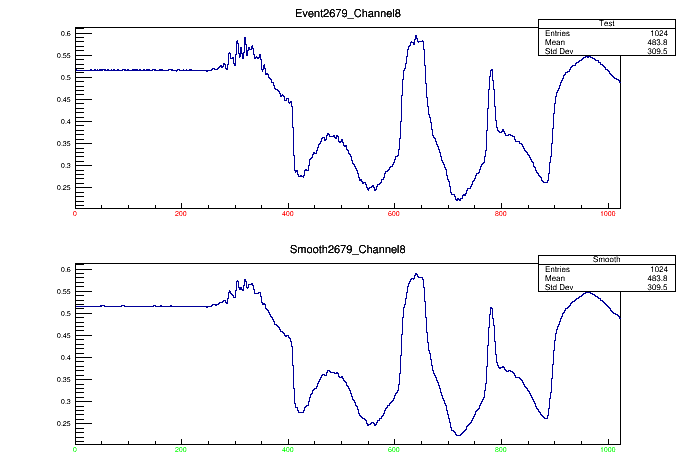 Event2679_Channel8
Test
Entries 1024
Mean 483.8
Std Dev 309.5
0.6
0.55
0.5
0.45
0.4
0.35
0.3
0.25
0 200 400 600 800 1000
Smooth2679_Channel8
Smooth
Entries 1024
Mean 483.8
Std Dev 309.5
0.6
0.55
0.5
0.45
0.4
0.35
0.3
0.25
0 200 400 600 800 1000